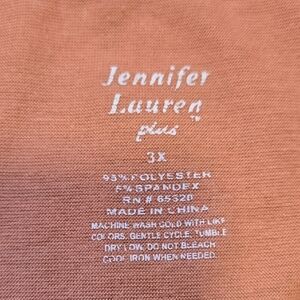 Jennifer
Lauren
plus™
3X
95% POLYESTER
5% SPANDEX
RN # 65320
MADE IN CHINA
MACHINE WASH COLD WITH LIKE
COLORS, GENTLE CYCLE, TUMBLE
DRY LOW, DO NOT BLEACH
COOL IRON WHEN NEEDED.